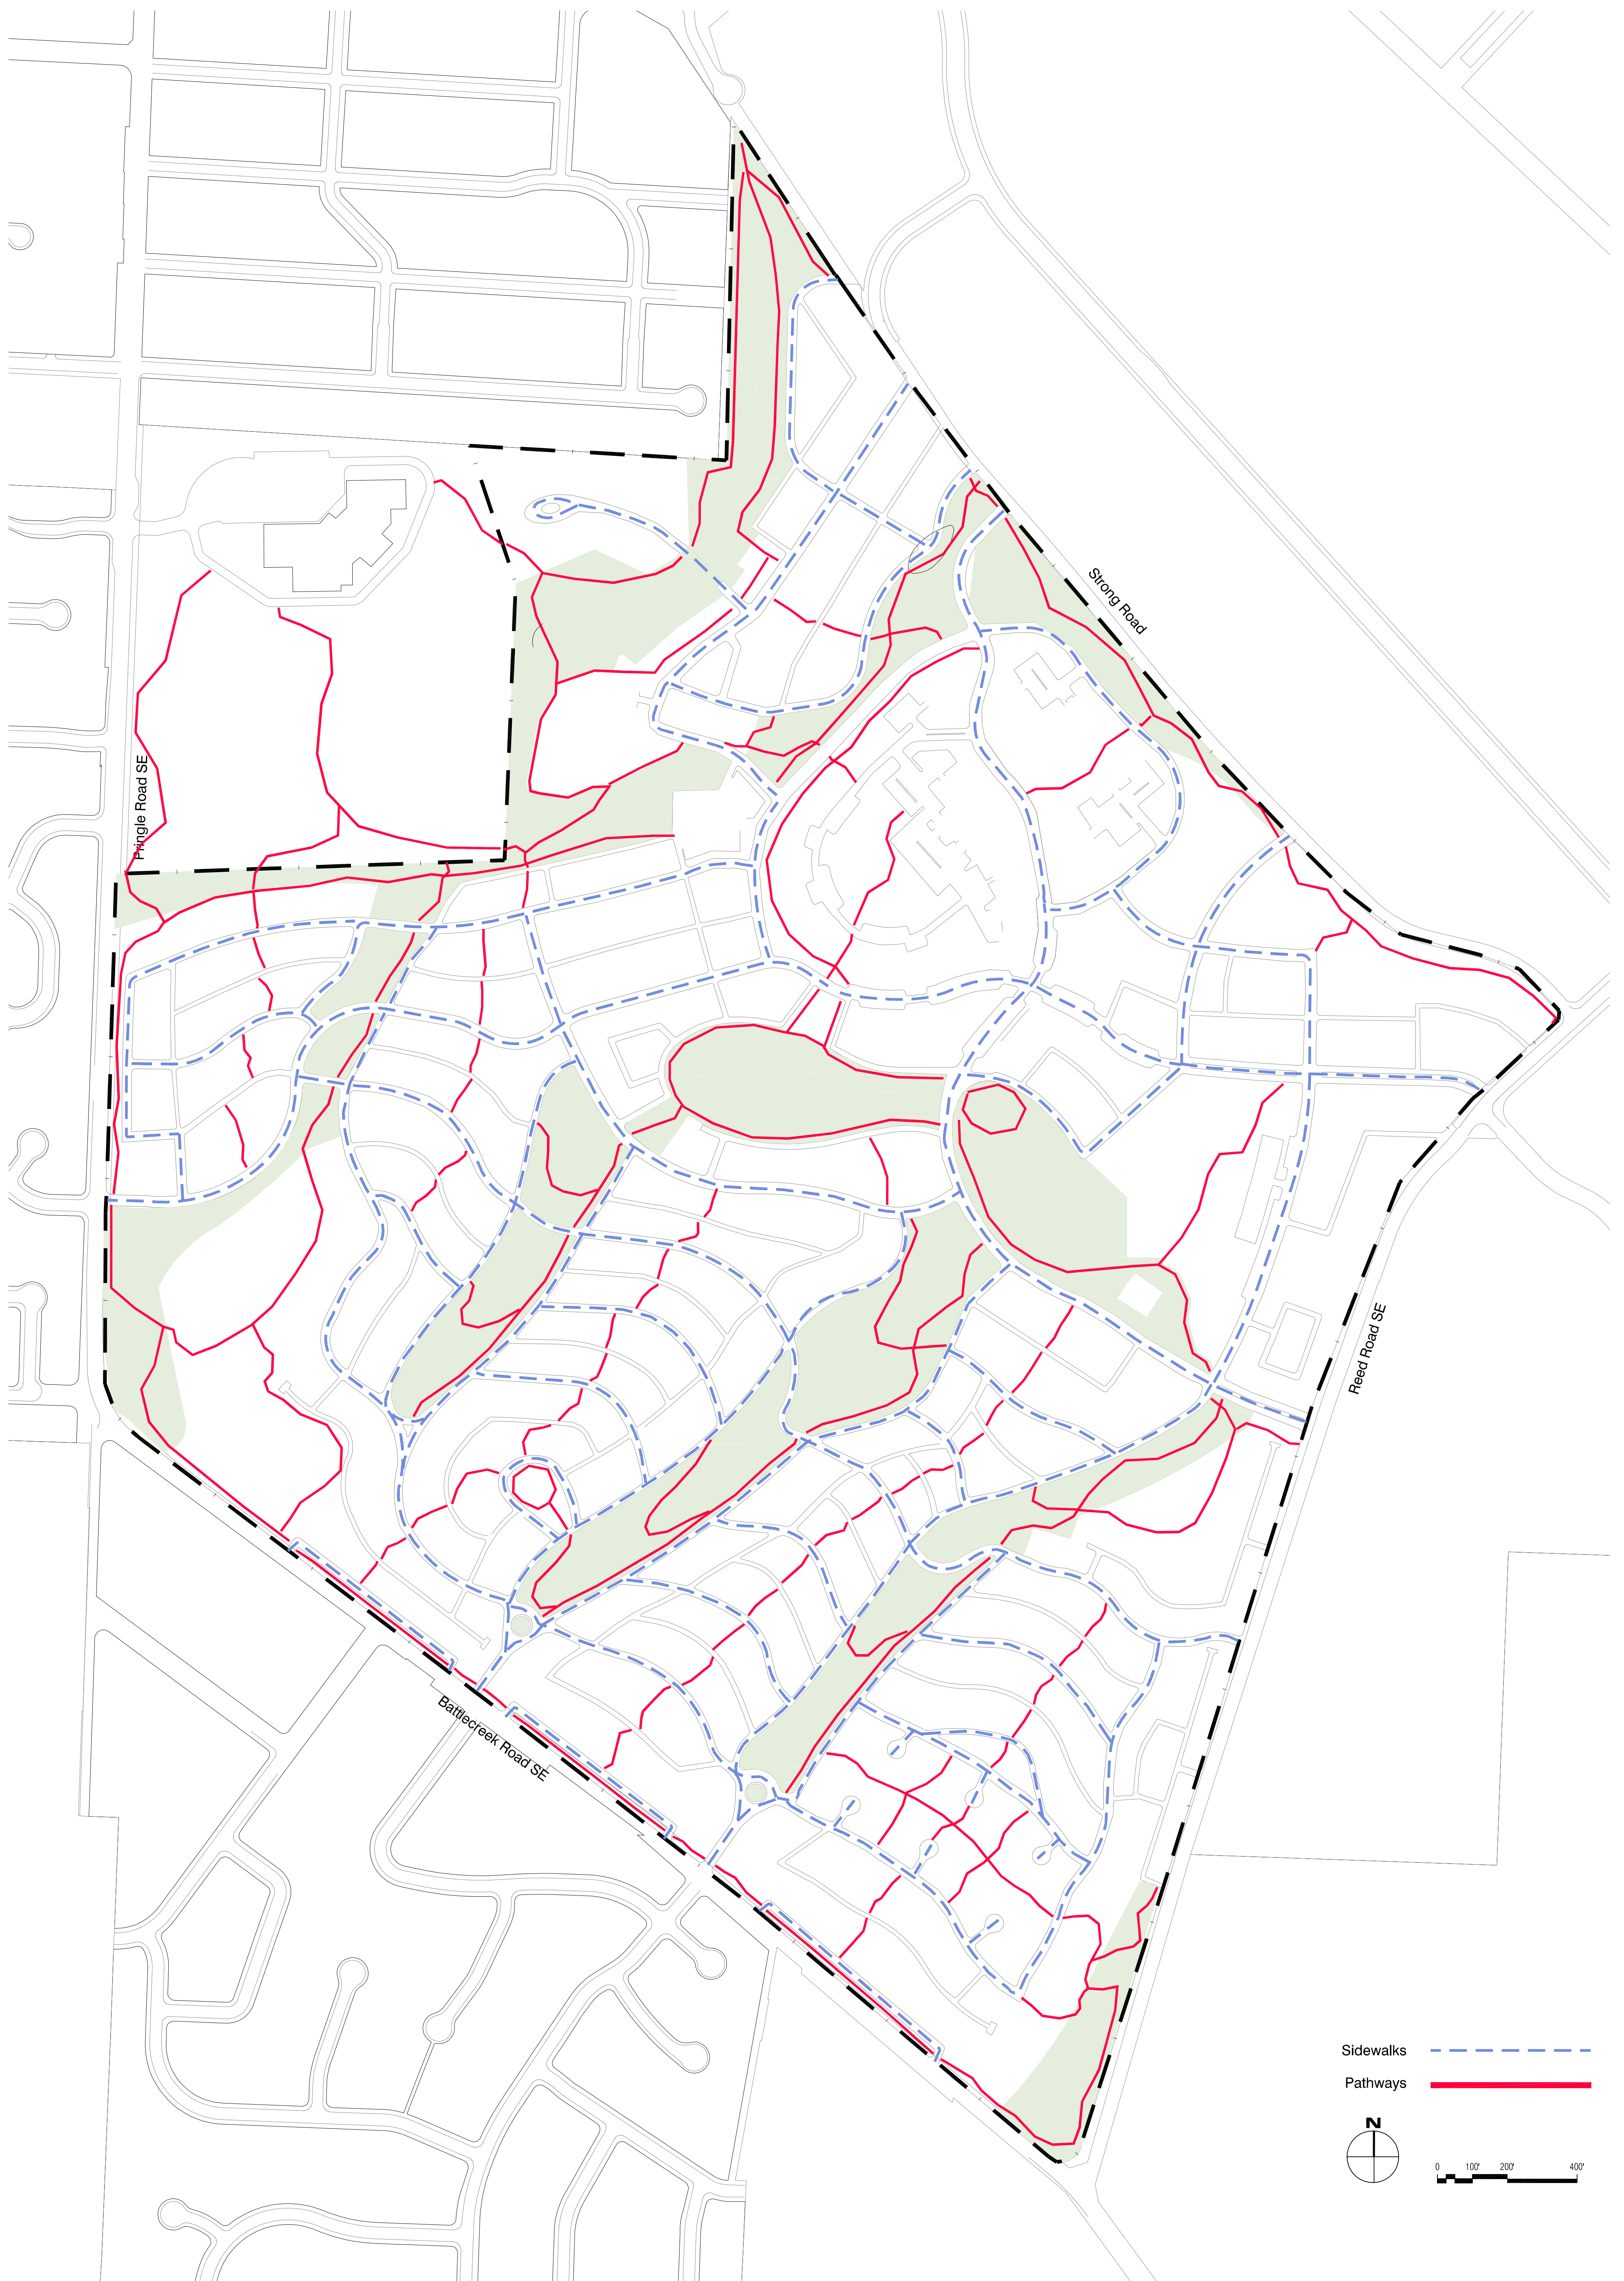 Strong Road
Pringle Road SE
Reed Road SE
Battlecreek Road SE
Sidewalks
Pathways
N
0 100' 200' 400'